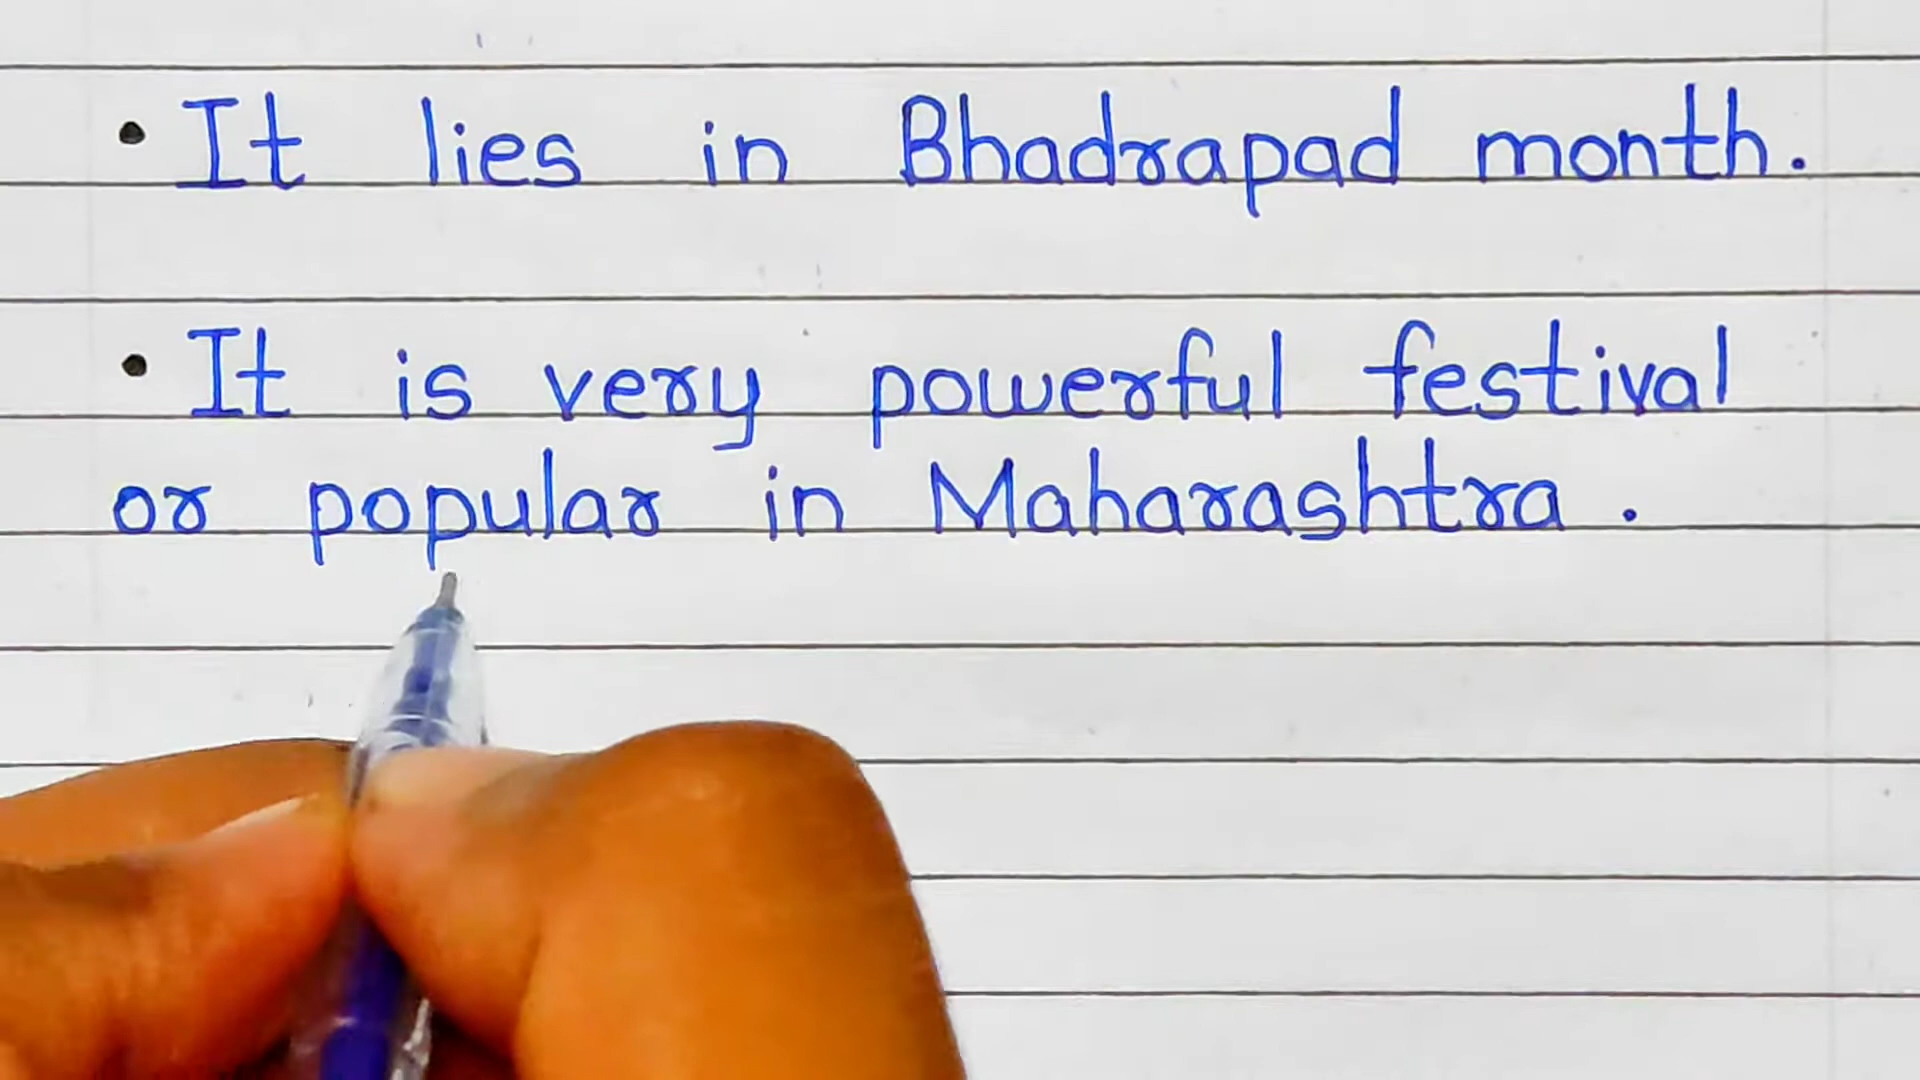 • It lies in Bhadrapad month.
• It is very powerful festival
or popular in Maharashtra.